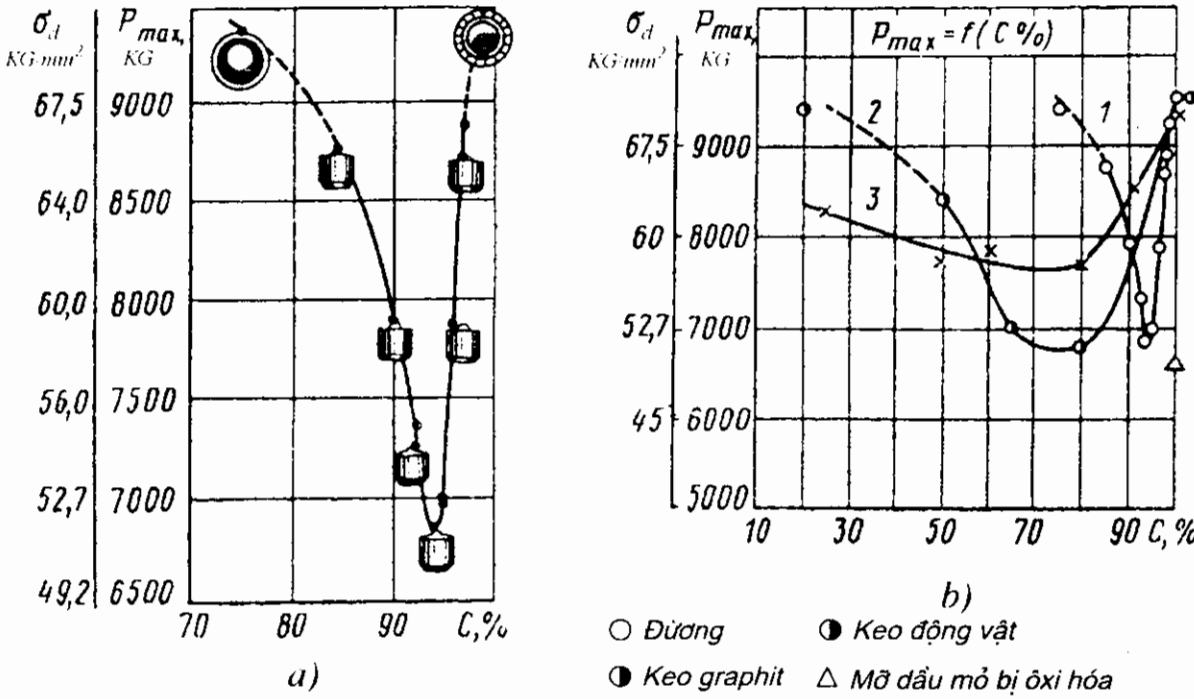 σd
KG/mm²
Pmax,
KG
67,5
9000
64,0
8500
60,0
8000
56,0
7500
52,7
7000
49,2
6500
70
80
90
C,%
a)
σd
KG/mm²
Pmax,
KG
Pmax = f ( C %)
2
1
3
67,5
9000
60
8000
52,7
7000
45
6000
5000
10
30
50
70
90
C,%
b)
Đường
Keo động vật
Keo graphit
Mỡ dầu mỏ bị ôxi hóa